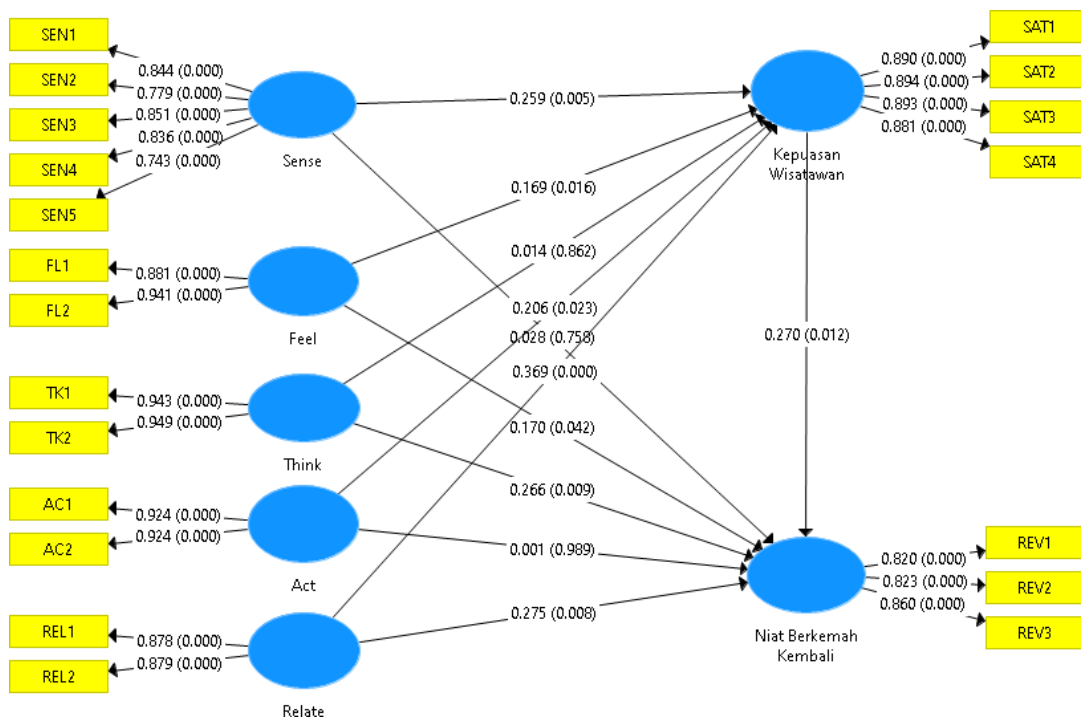 SEN1
SEN2
SEN3
SEN4
SEN5
0.844 (0.000)
0.779 (0.000)
0.851 (0.000)
0.836 (0.000)
0.743 (0.000)
Sense
FL1
FL2
0.881 (0.000)
0.941 (0.000)
Feel
TK1
TK2
0.943 (0.000)
0.949 (0.000)
Think
AC1
AC2
0.924 (0.000)
0.924 (0.000)
Act
REL1
REL2
0.878 (0.000)
0.879 (0.000)
Relate
0.259 (0.005)
0.169 (0.016)
0.014 (0.862)
0.206 (0.023)
0.028 (0.758)
0.369 (0.000)
0.170 (0.042)
0.266 (0.009)
0.001 (0.989)
0.275 (0.008)
Kepuasan
Wisatawan
0.270 (0.012)
Niat Berkemah
Kembali
0.890 (0.000)
0.894 (0.000)
0.893 (0.000)
0.881 (0.000)
SAT1
SAT2
SAT3
SAT4
0.820 (0.000)
0.823 (0.000)
0.860 (0.000)
REV1
REV2
REV3